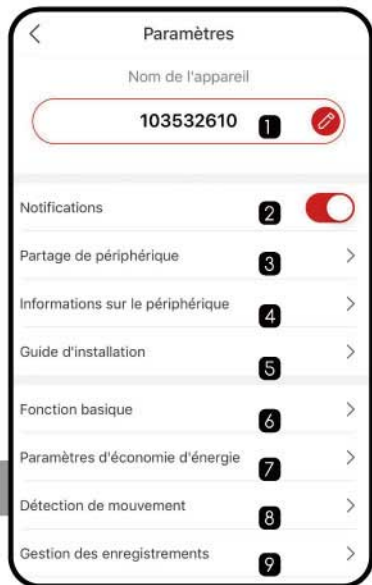 Paramètres
Nom de l'appareil
103532610 1
Notifications 2
Partage de périphérique 3
Informations sur le périphérique 4
Guide d'installation 5
Fonction basique 6
Paramètres d'économie d'énergie 7
Détection de mouvement 8
Gestion des enregistrements 9